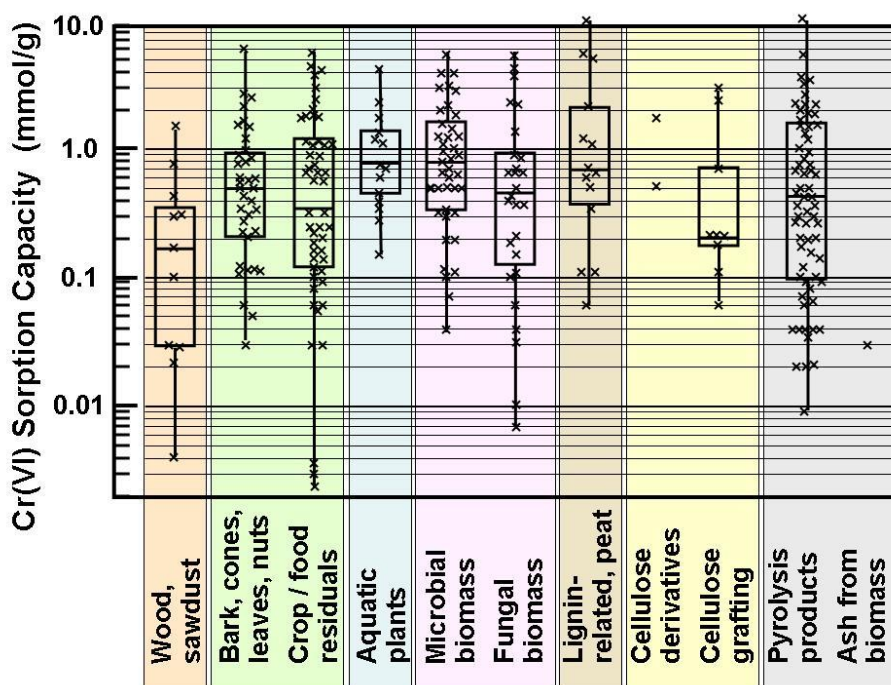 Cr(VI) Sorption Capacity (mmol/g)
10.0
1.0
0.1
0.01
Wood,
sawdust
Bark, cones,
leaves, nuts
Crop / food
residuals
Aquatic
plants
Microbial
biomass
Fungal
biomass
Lignin-
related, peat
Cellulose
derivatives
Cellulose
grafting
Pyrolysis
products
Ash from
biomass